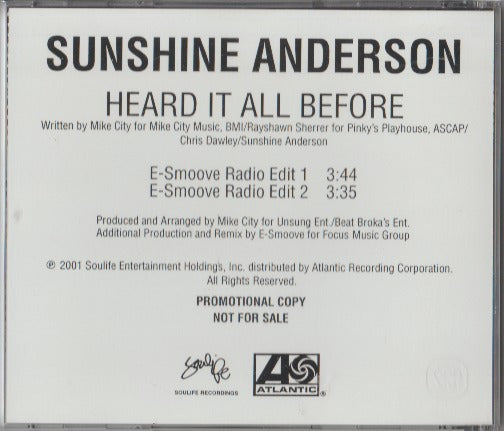 SUNSHINE ANDERSON
HEARD IT ALL BEFORE
Written by Mike City for Mike City Music, BMI/Rayshawn Sherrer for Pinky's Playhouse, ASCAP/
Chris Dawley/Sunshine Anderson
E-Smoove Radio Edit 1 3:44
E-Smoove Radio Edit 2 3:35
Produced and Arranged by Mike City for Unsung Ent./Beat Broka's Ent.
Additional Production and Remix by E-Smoove for Focus Music Group
℗ 2001 Soulife Entertainment Holdings, Inc. distributed by Atlantic Recording Corporation.
All Rights Reserved.
PROMOTIONAL COPY
NOT FOR SALE
Soulife
SOULIFE RECORDINGS
ATLANTIC®